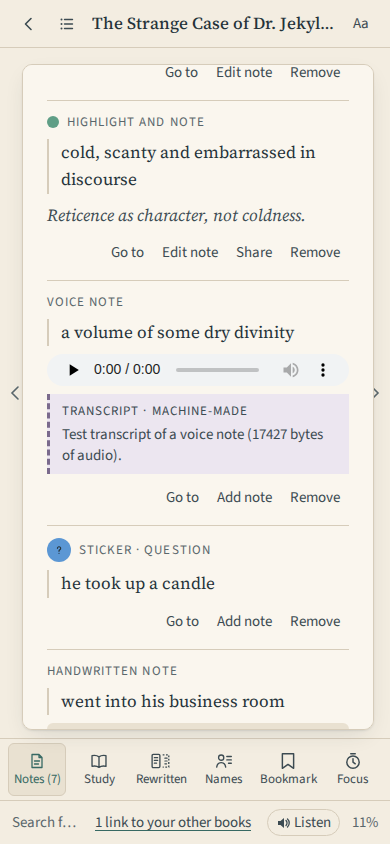 The Strange Case of Dr. Jekyl...
Aa
Go to Edit note Remove
HIGHLIGHT AND NOTE
cold, scanty and embarrassed in
discourse
Reticence as character, not coldness.
Go to Edit note Share Remove
VOICE NOTE
a volume of some dry divinity
0:00 / 0:00
TRANSCRIPT · MACHINE-MADE
Test transcript of a voice note (17427 bytes
of audio).
Go to Add note Remove
? STICKER · QUESTION
he took up a candle
Go to Add note Remove
HANDWRITTEN NOTE
went into his business room
Notes (7) Study Rewritten Names Bookmark Focus
Search f... 1 link to your other books Listen 11%